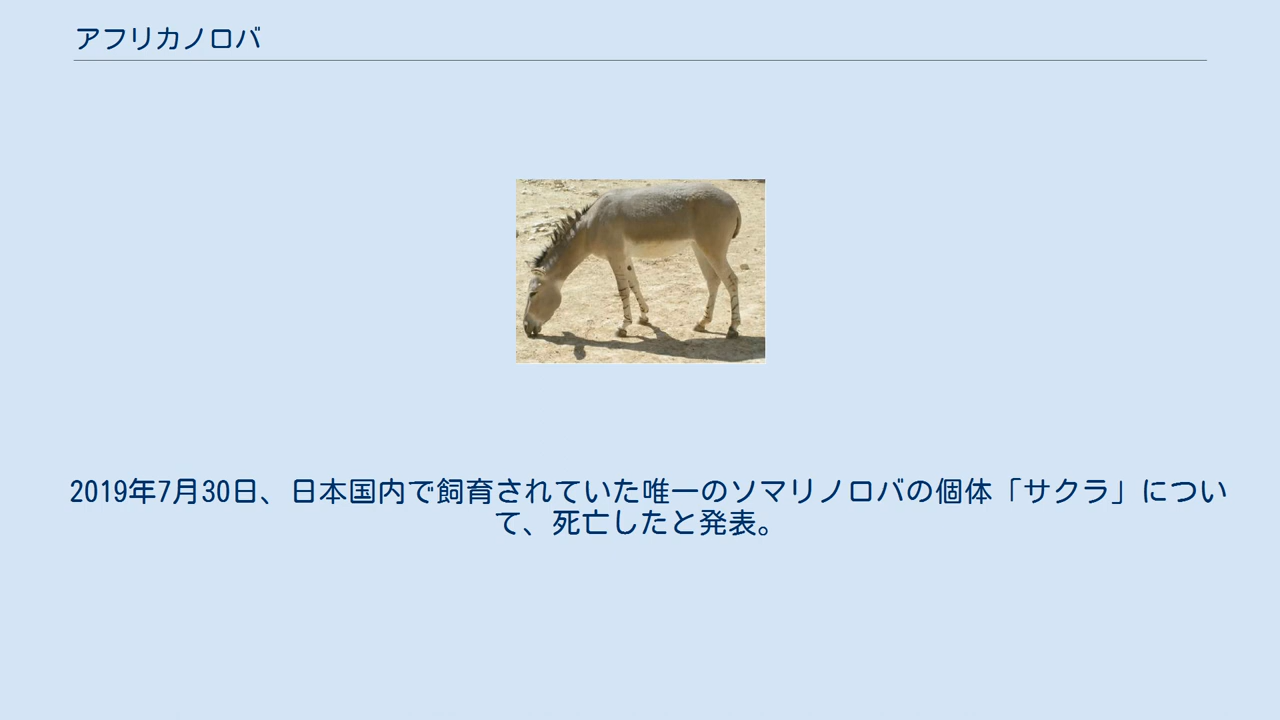 アフリカノロバ
2019年7月30日、日本国内で飼育されていた唯一のソマリノロバの個体「サクラ」につい
て、死亡したと発表。